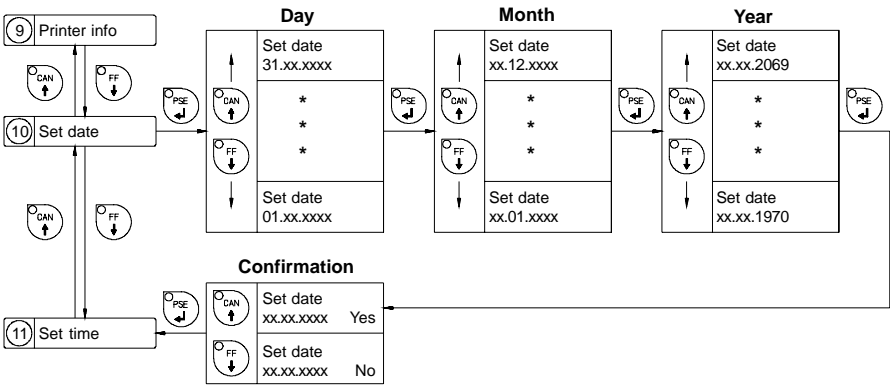 Day
Month
Year
9 Printer info
CAN
FF
10 Set date
PSE
Set date
31.xx.xxxx
CAN
*
*
*
FF
Set date
01.xx.xxxx
PSE
Set date
xx.12.xxxx
CAN
*
*
*
FF
Set date
xx.01.xxxx
PSE
Set date
xx.xx.2069
CAN
*
*
*
FF
Set date
xx.xx.1970
PSE
CAN
FF
Confirmation
11 Set time
PSE
CAN
Set date
xx.xx.xxxx Yes
FF
Set date
xx.xx.xxxx No